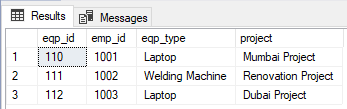 Results Messages
eqp_id emp_id eqp_type project
1 110 1001 Laptop Mumbai Project
2 111 1002 Welding Machine Renovation Project
3 112 1003 Laptop Dubai Project